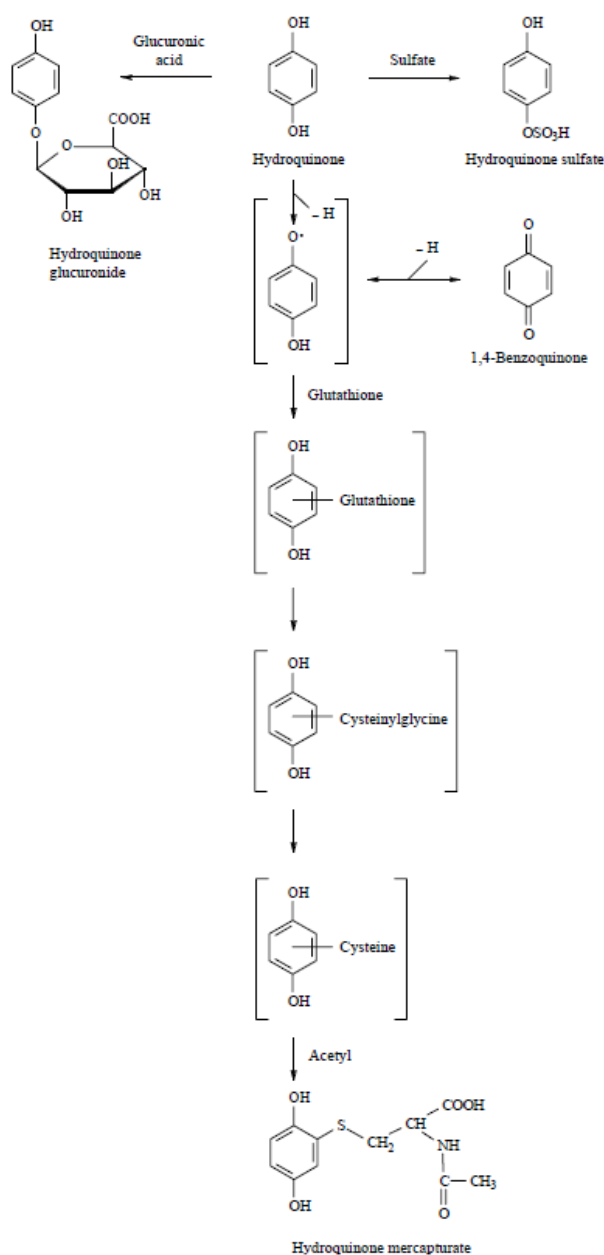 OH
Glucuronic
acid
OH
Sulfate
OH
O
O
COOH
OH
OH
OH
OH
Hydroquinone
OSO₃H
Hydroquinone sulfate
Hydroquinone
glucuronide
– H
O•
OH
– H
O
O
1,4-Benzoquinone
Glutathione
OH
Glutathione
OH
OH
Cysteinylglycine
OH
OH
Cysteine
OH
Acetyl
OH
S
CH₂
CH
COOH
NH
C
CH₃
O
OH
Hydroquinone mercapturate